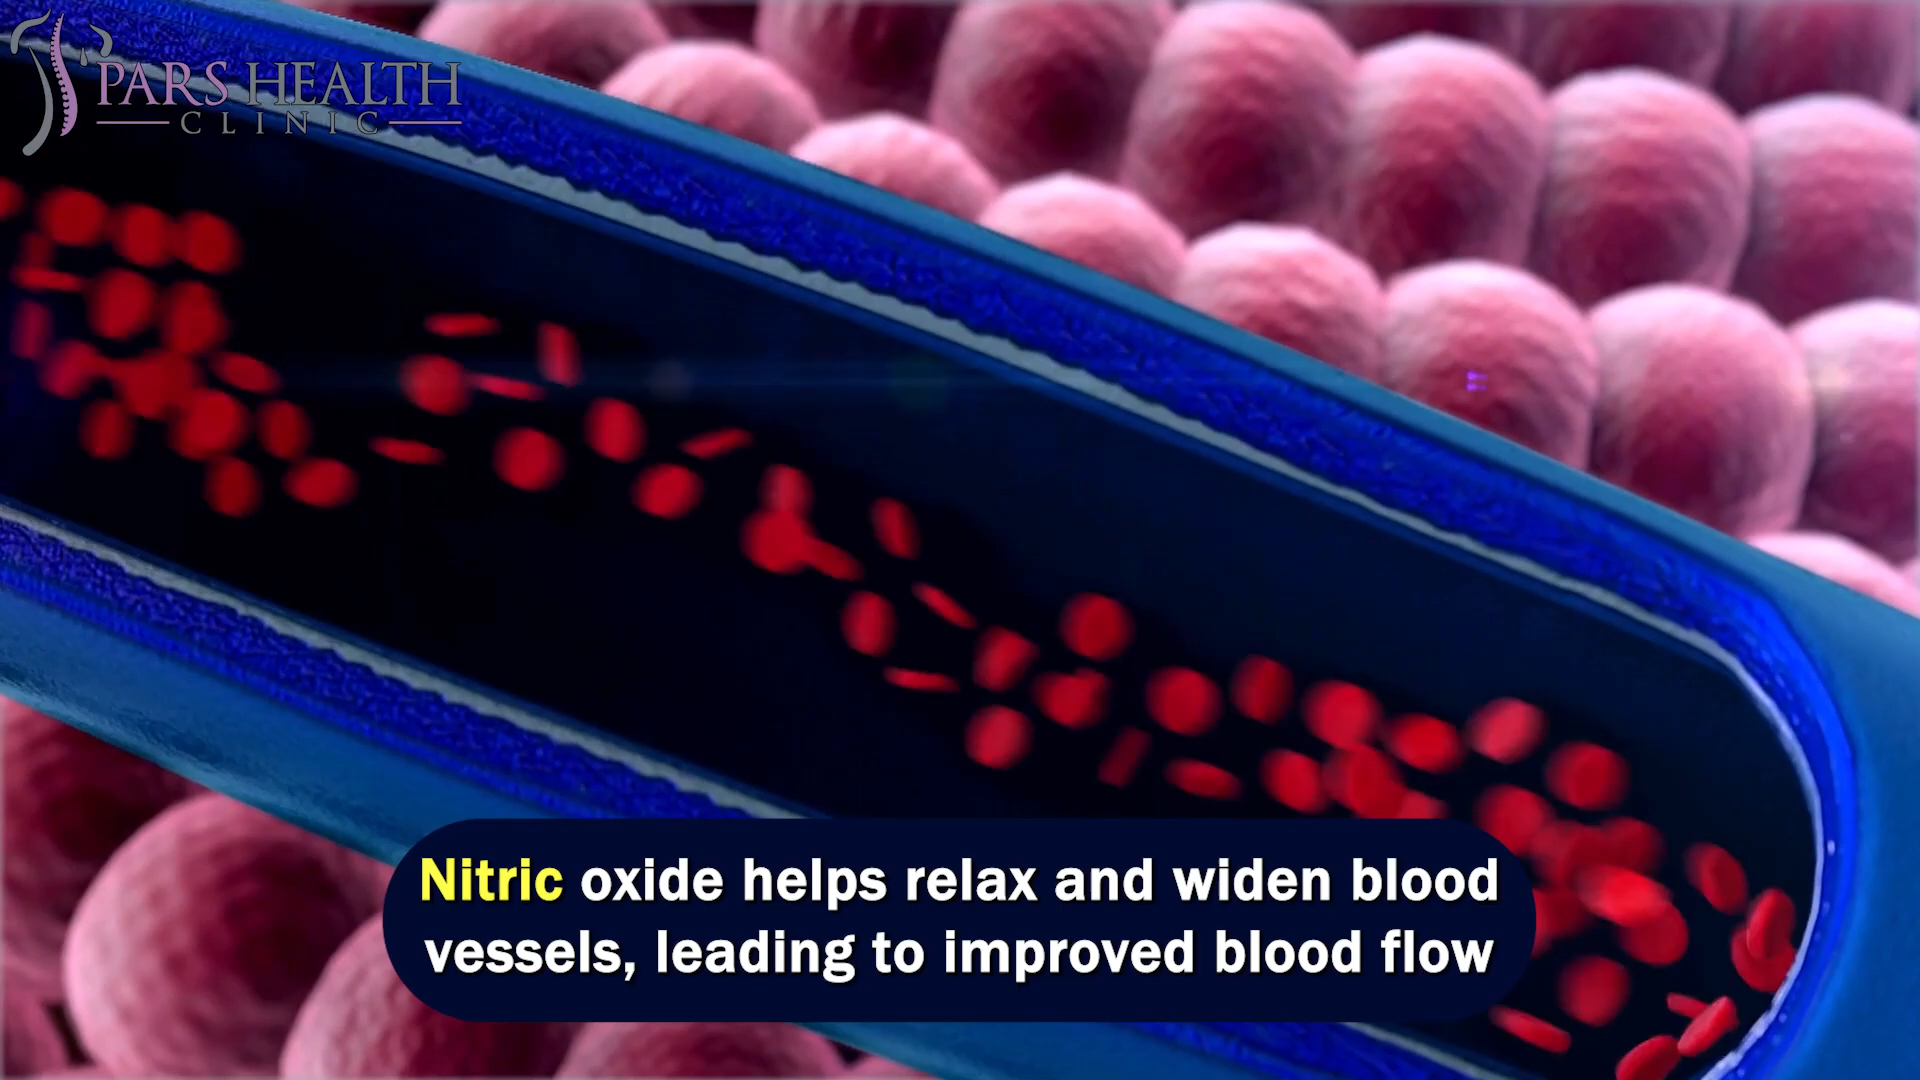 PARS HEALTH
CLINIC
Nitric oxide helps relax and widen blood
vessels, leading to improved blood flow